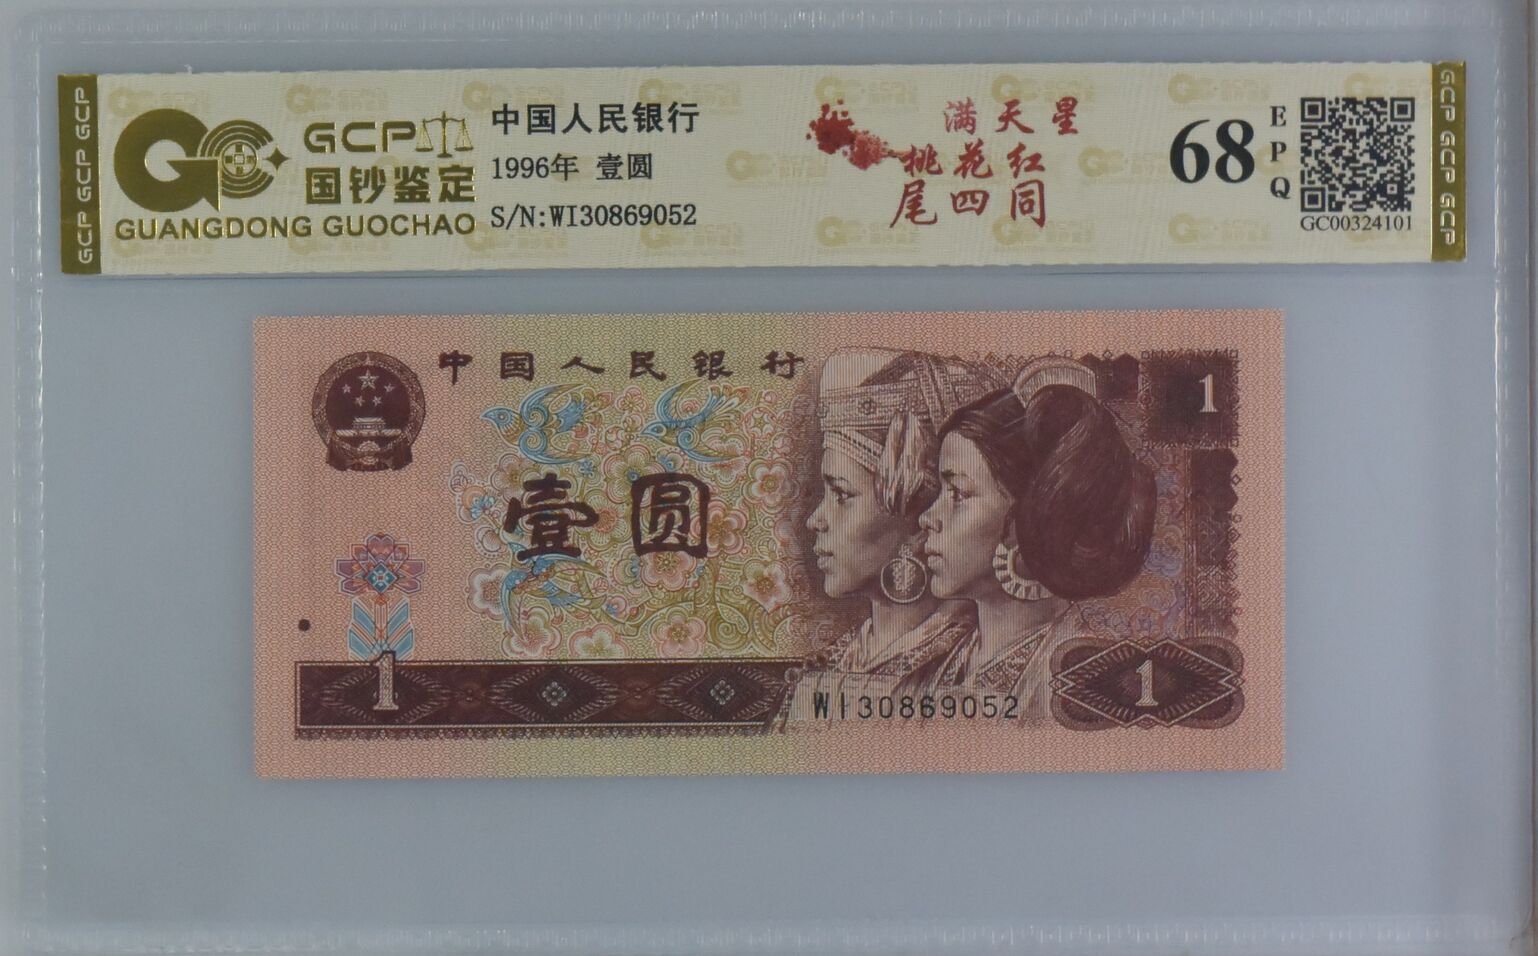 GCP GCP GCP
GCP
国钞鉴定
GUANGDONG GUOCHAO
中国人民银行
1996年 壹圆
S/N:WI30869052
满天星
桃花红
尾四同
68
EPQ
GC00324101
GCP GCP GCP
中国人民银行
1
壹圆
1
WI30869052
1